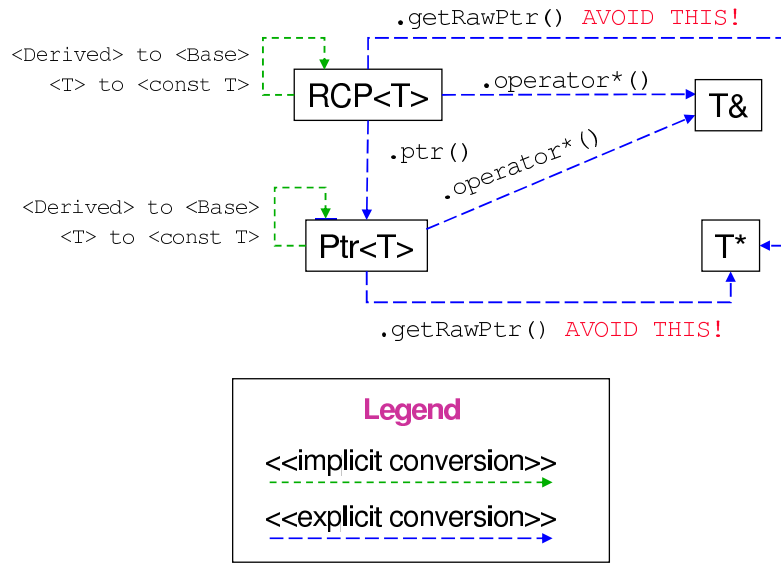 .getRawPtr() AVOID THIS!
<Derived> to <Base>
<T> to <const T>
RCP<T>
.operator*()
T&
.ptr()
.operator*()
<Derived> to <Base>
<T> to <const T>
Ptr<T>
T*
.getRawPtr() AVOID THIS!
Legend
<<implicit conversion>>
<<explicit conversion>>